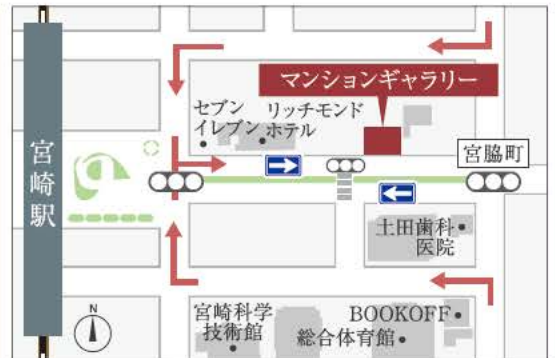 マンションギャラリー
セブン
イレブン
リッチモンド
ホテル
宮脇町
宮崎駅
土田歯科
医院
N
宮崎科学
技術館
BOOKOFF
総合体育館